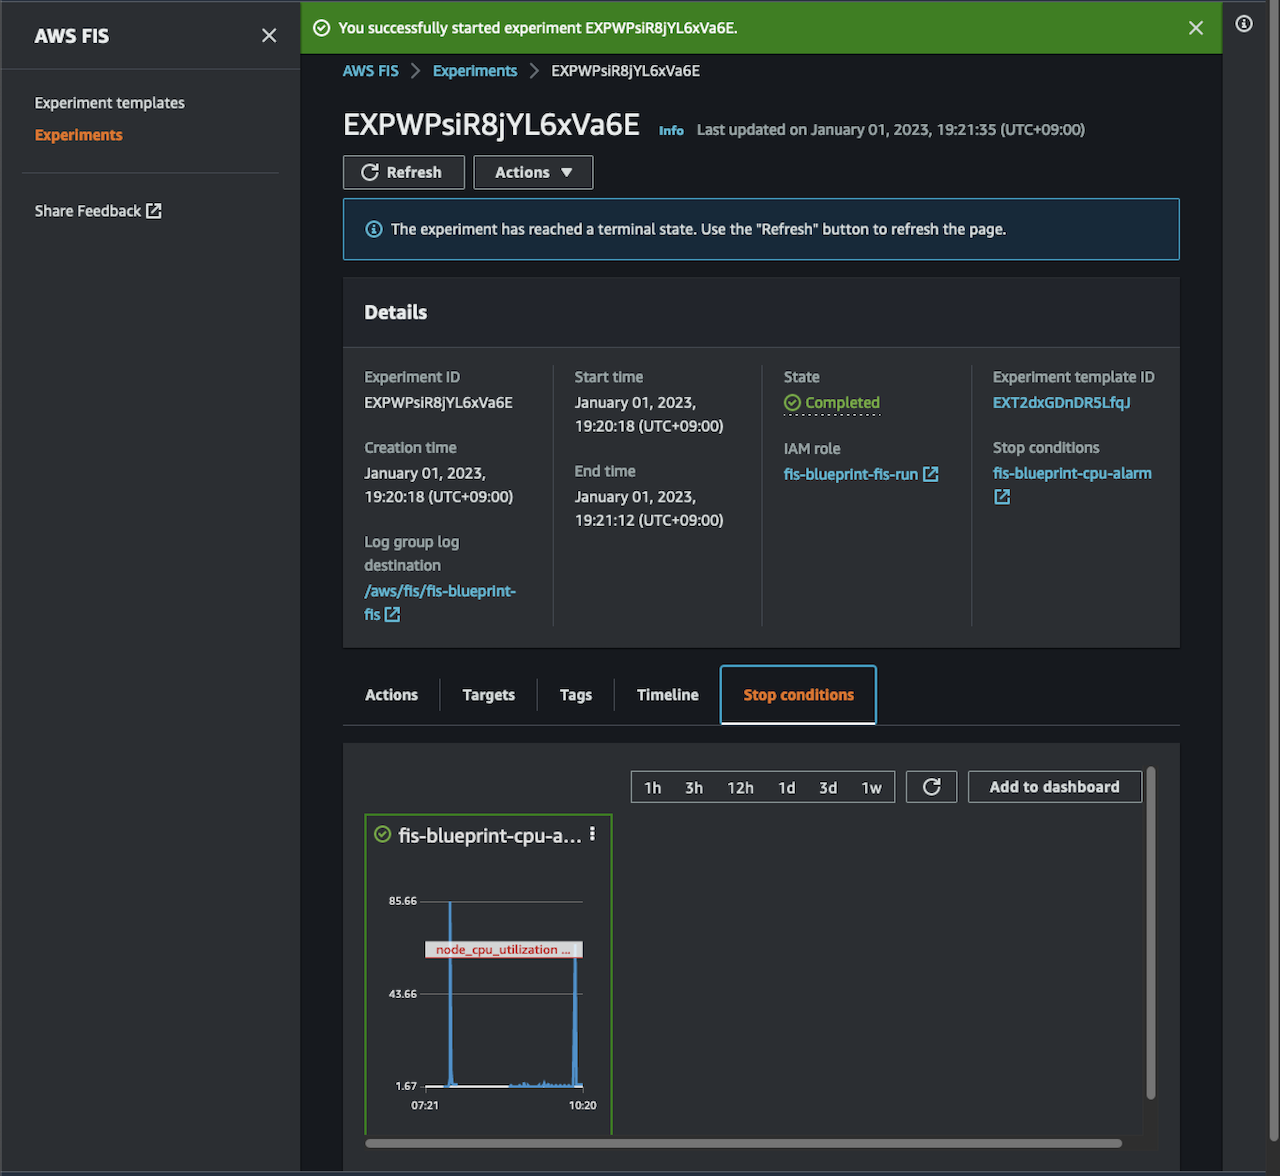 AWS FIS
Experiment templates
Experiments
Share Feedback
You successfully started experiment EXPWPsiR8jYL6xVa6E.
AWS FIS
Experiments
EXPWPsiR8jYL6xVa6E
EXPWPsiR8jYL6xVa6E Info Last updated on January 01, 2023, 19:21:35 (UTC+09:00)
Refresh
Actions
The experiment has reached a terminal state. Use the "Refresh" button to refresh the page.
Details
Experiment ID
EXPWPsiR8jYL6xVa6E
Creation time
January 01, 2023,
19:20:18 (UTC+09:00)
Log group log
destination
/aws/fis/fis-blueprint-
fis
Start time
January 01, 2023,
19:20:18 (UTC+09:00)
End time
January 01, 2023,
19:21:12 (UTC+09:00)
State
Completed
IAM role
fis-blueprint-fis-run
Experiment template ID
EXT2dxGDnDR5LfqJ
Stop conditions
fis-blueprint-cpu-alarm
Actions
Targets
Tags
Timeline
Stop conditions
1h 3h 12h 1d 3d 1w
Add to dashboard
fis-blueprint-cpu-a...
85.66
node_cpu_utilization ...
43.66
1.67
07:21
10:20